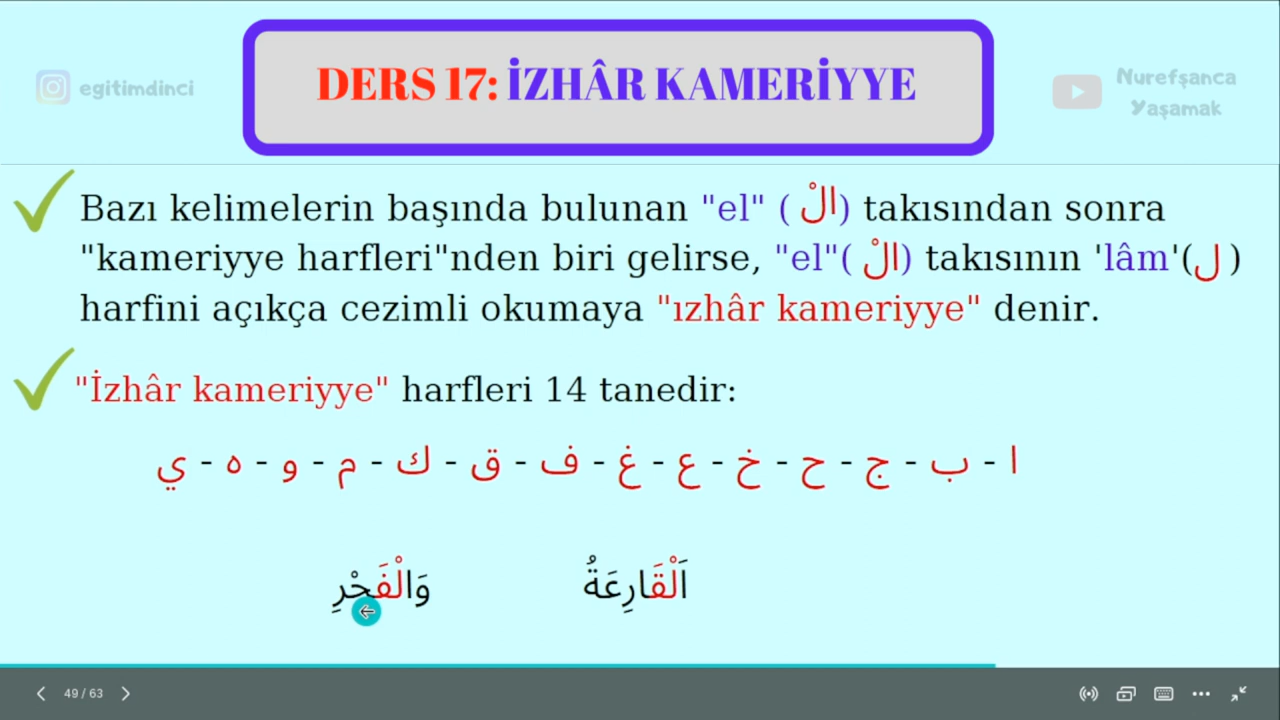 egitimdinci
DERS 17: İZHÂR KAMERİYYE
Nurefşanca
Yaşamak
Bazı kelimelerin başında bulunan "el" (الْ) takısından sonra
"kameriyye harfleri"nden biri gelirse, "el"(الْ) takısının 'lâm'(ل)
harfini açıkça cezimli okumaya "ızhâr kameriyye" denir.
"İzhâr kameriyye" harfleri 14 tanedir:
ا - ب - ج - ح - خ - ع - غ - ف - ق - ك - م - و - ه - ي
اَلْقَارِعَةُ وَالْفَجْرِ
49 / 63